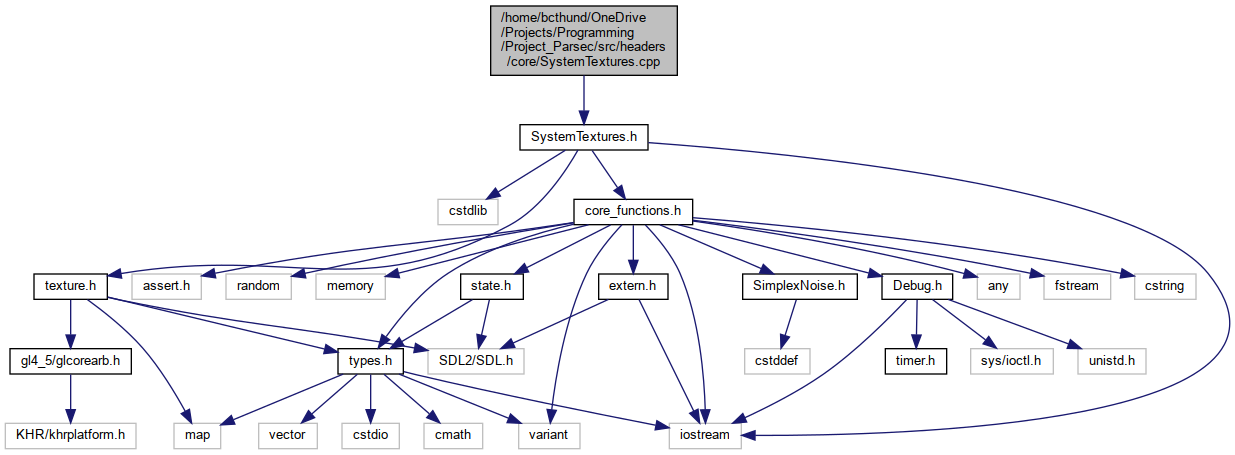 /home/bcthund/OneDrive
/Projects/Programming
/Project_Parsec/src/headers
/core/SystemTextures.cpp
SystemTextures.h
cstdlib
core_functions.h
texture.h
assert.h
random
memory
state.h
extern.h
SimplexNoise.h
Debug.h
any
fstream
cstring
gl4_5/glcorearb.h
types.h
SDL2/SDL.h
cstddef
timer.h
sys/ioctl.h
unistd.h
KHR/khrplatform.h
map
vector
cstdio
cmath
variant
iostream